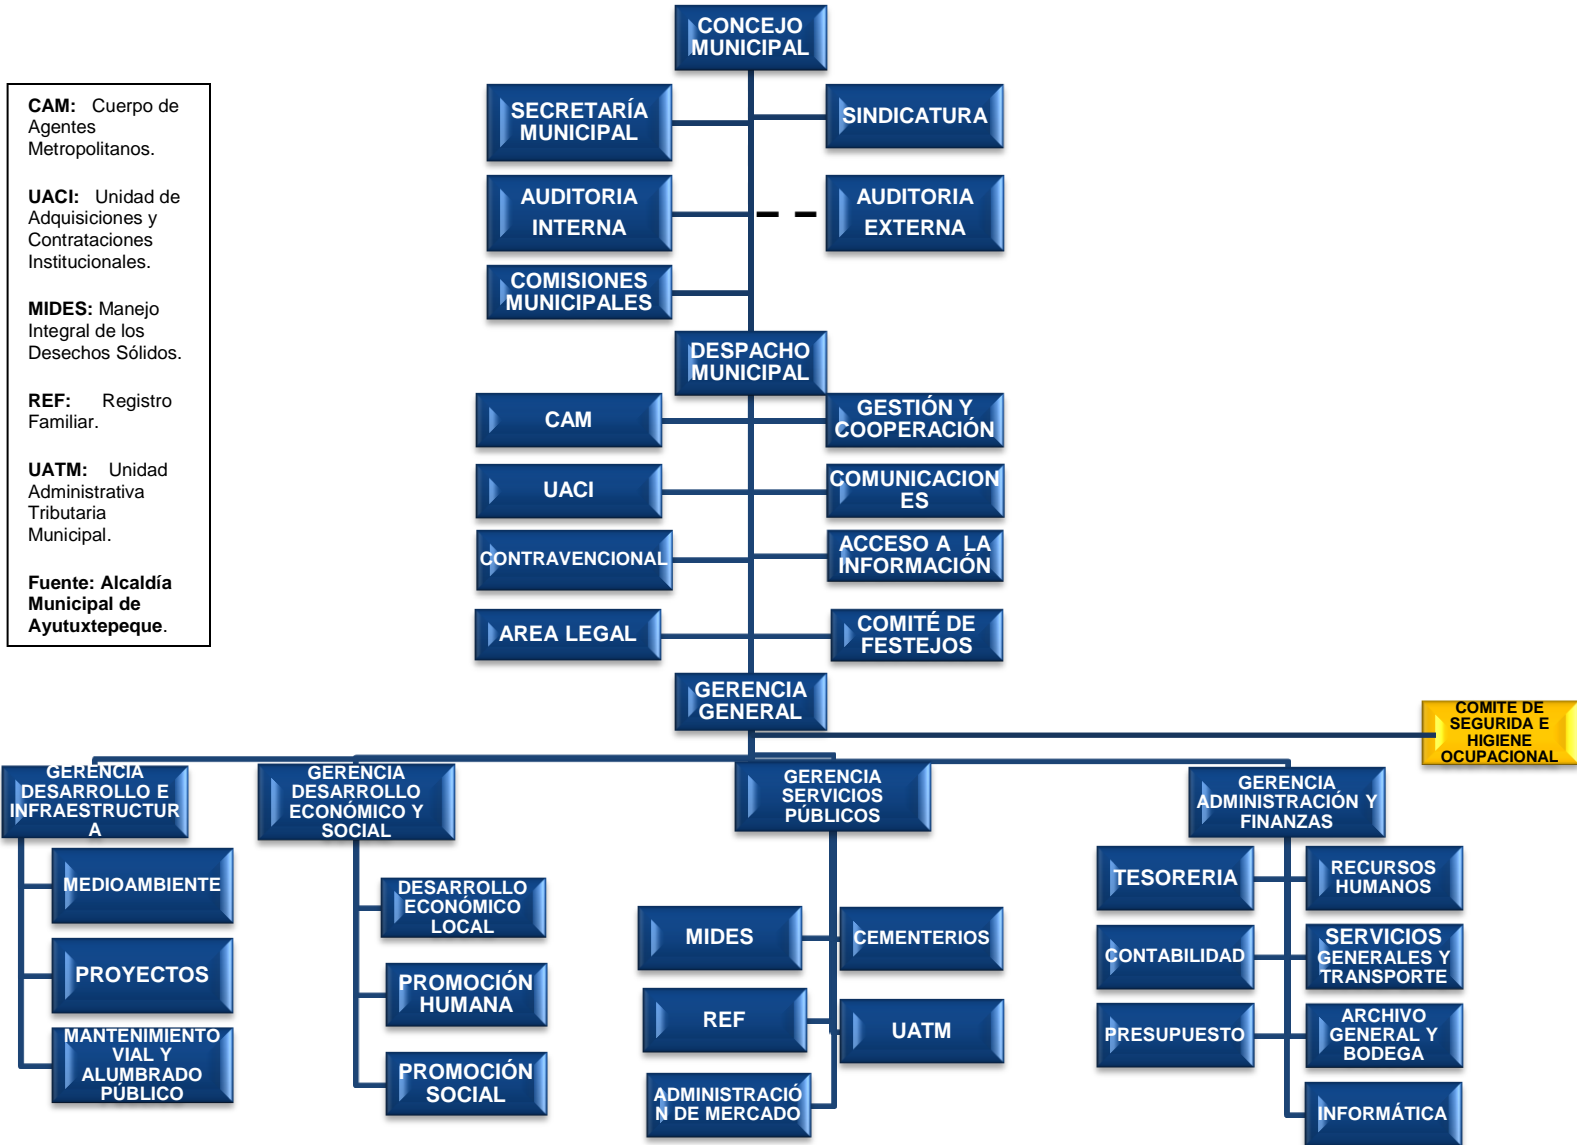 CONCEJO
MUNICIPAL
CAM: Cuerpo de
Agentes
Metropolitanos.
UACI: Unidad de
Adquisiciones y
Contrataciones
Institucionales.
MIDES: Manejo
Integral de los
Desechos Sólidos.
REF: Registro
Familiar.
UATM: Unidad
Administrativa
Tributaria
Municipal.
Fuente: Alcaldía
Municipal de
Ayutuxtepeque.
SECRETARÍA
MUNICIPAL
SINDICATURA
AUDITORIA
INTERNA
AUDITORIA
EXTERNA
COMISIONES
MUNICIPALES
DESPACHO
MUNICIPAL
CAM
GESTIÓN Y
COOPERACIÓN
UACI
COMUNICACION
ES
CONTRAVENCIONAL
ACCESO A LA
INFORMACIÓN
AREA LEGAL
COMITÉ DE
FESTEJOS
GERENCIA
GENERAL
COMITE DE
SEGURIDA E
HIGIENE
OCUPACIONAL
GERENCIA
DESARROLLO E
INFRAESTRUCTUR
A
GERENCIA
DESARROLLO
ECONÓMICO Y
SOCIAL
GERENCIA
SERVICIOS
PÚBLICOS
GERENCIA
ADMINISTRACIÓN Y
FINANZAS
MEDIOAMBIENTE
PROYECTOS
MANTENIMIENTO
VIAL Y
ALUMBRADO
PÚBLICO
DESARROLLO
ECONÓMICO
LOCAL
PROMOCIÓN
HUMANA
PROMOCIÓN
SOCIAL
MIDES
CEMENTERIOS
REF
UATM
ADMINISTRACIÓ
N DE MERCADO
TESORERIA
RECURSOS
HUMANOS
CONTABILIDAD
SERVICIOS
GENERALES Y
TRANSPORTE
PRESUPUESTO
ARCHIVO
GENERAL Y
BODEGA
INFORMÁTICA